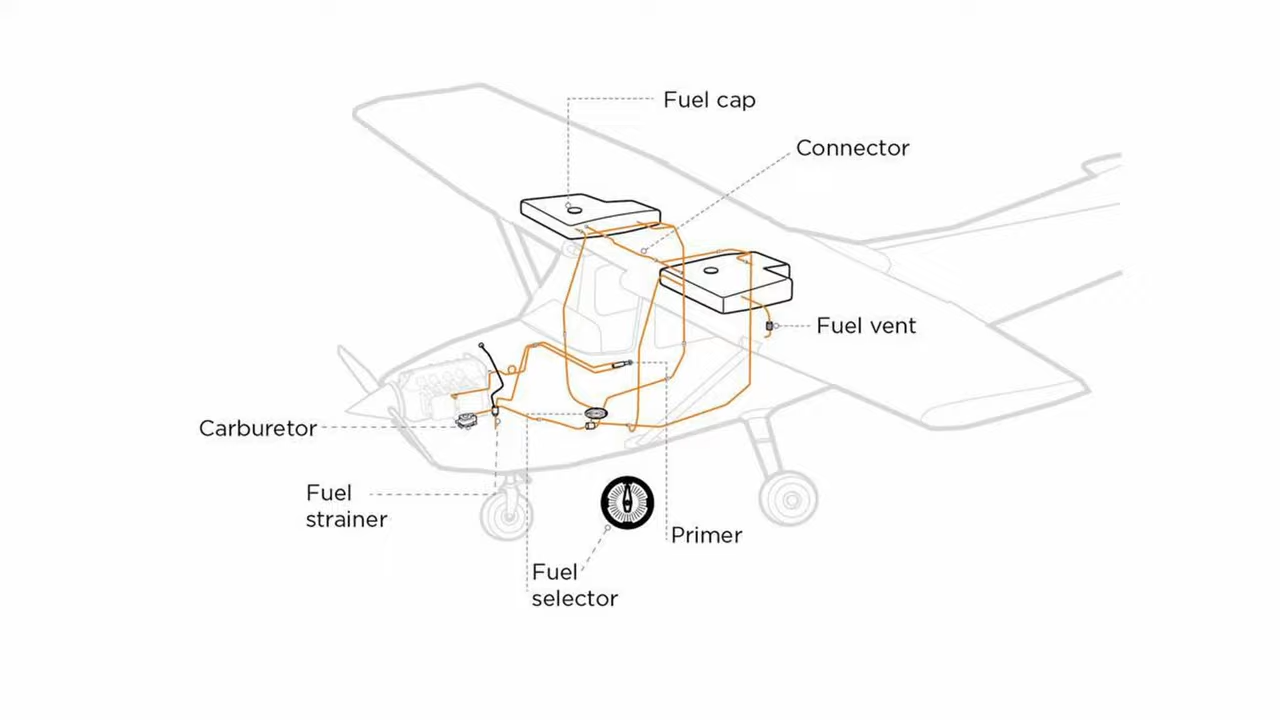 Fuel cap
Connector
Fuel vent
Carburetor
Fuel
strainer
Primer
Fuel
selector